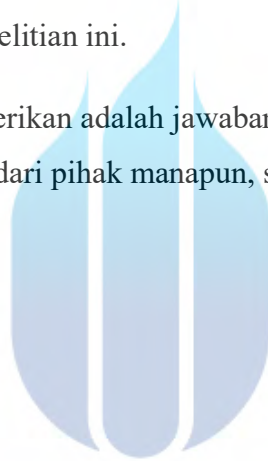 elitian ini.
erikan adalah jawaban
dari pihak manapun, s